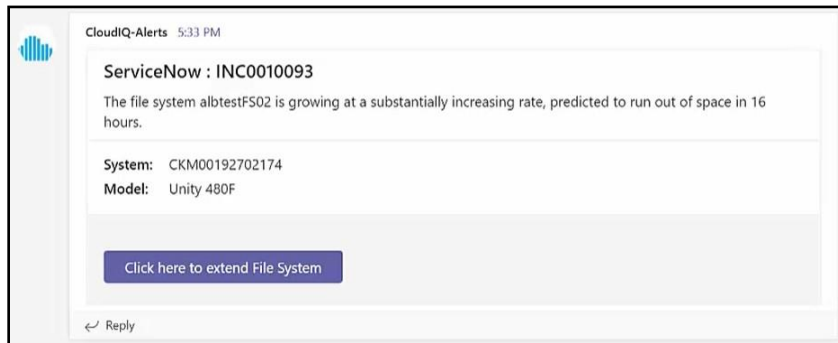 CloudIQ-Alerts 5:33 PM
ServiceNow : INC0010093
The file system albtestFS02 is growing at a substantially increasing rate, predicted to run out of space in 16
hours.
System: CKM00192702174
Model: Unity 480F
Click here to extend File System
Reply